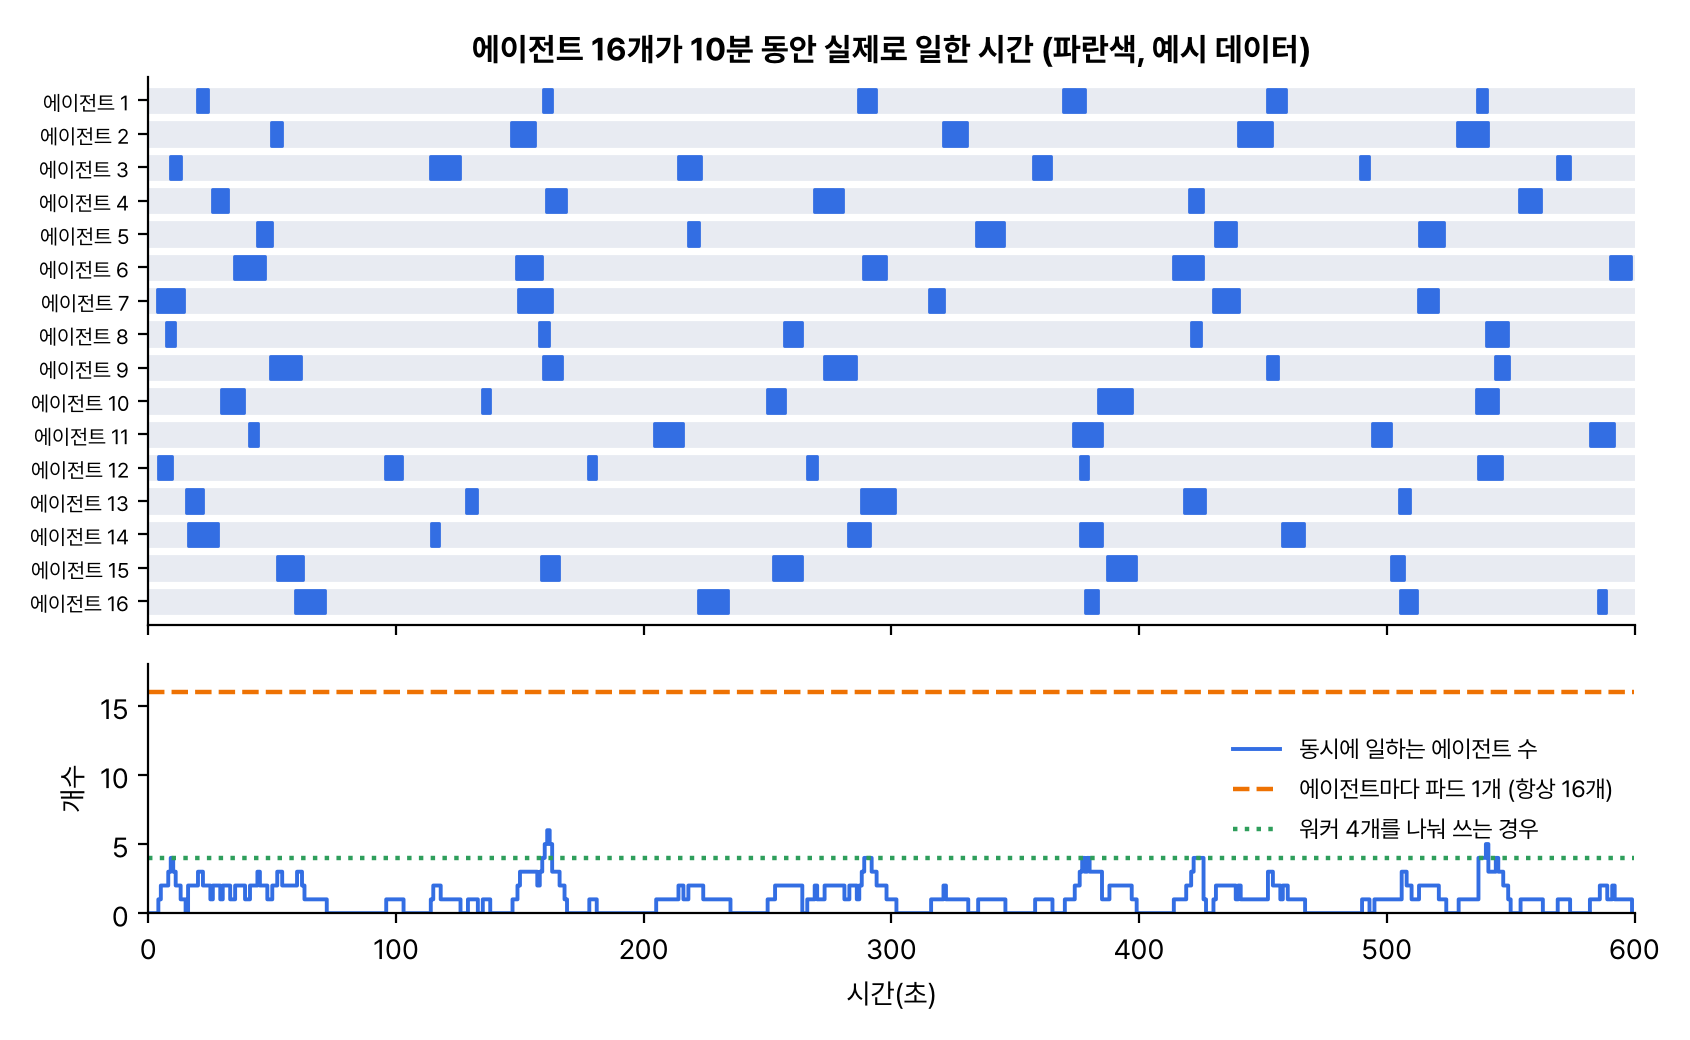 에이전트 16개가 10분 동안 실제로 일한 시간 (파란색, 예시 데이터)
에이전트 1
에이전트 2
에이전트 3
에이전트 4
에이전트 5
에이전트 6
에이전트 7
에이전트 8
에이전트 9
에이전트 10
에이전트 11
에이전트 12
에이전트 13
에이전트 14
에이전트 15
에이전트 16
개수
15
10
5
0
동시에 일하는 에이전트 수
에이전트마다 파드 1개 (항상 16개)
워커 4개를 나눠 쓰는 경우
0 100 200 300 400 500 600
시간(초)